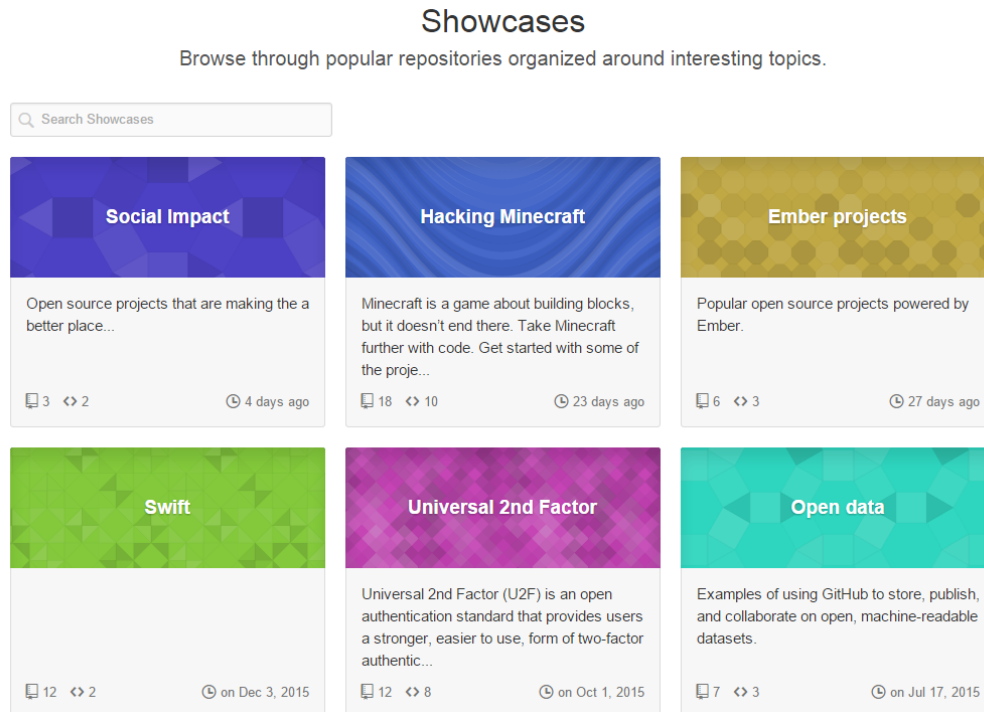 Showcases
Browse through popular repositories organized around interesting topics.
Search Showcases
Social Impact
Open source projects that are making the a
better place...
3 2 4 days ago
Hacking Minecraft
Minecraft is a game about building blocks,
but it doesn't end there. Take Minecraft
further with code. Get started with some of
the proje...
18 10 23 days ago
Ember projects
Popular open source projects powered by
Ember.
6 3 27 days ago
Swift
12 2 on Dec 3, 2015
Universal 2nd Factor
Universal 2nd Factor (U2F) is an open
authentication standard that provides users
a stronger, easier to use, form of two-factor
authentic...
12 8 on Oct 1, 2015
Open data
Examples of using GitHub to store, publish,
and collaborate on open, machine-readable
datasets.
7 3 on Jul 17, 2015